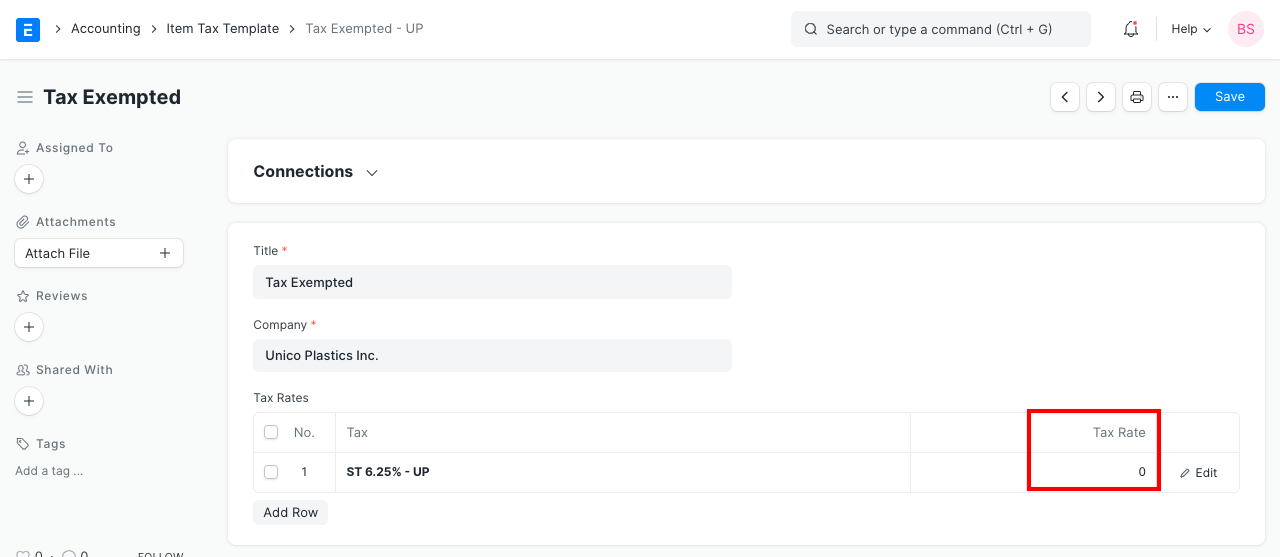 E > Accounting > Item Tax Template > Tax Exempted - UP Search or type a command (Ctrl + G) Help BS
Tax Exempted
Save
Assigned To
Connections
Attachments
Attach File
Title *
Tax Exempted
Reviews
Company *
Unico Plastics Inc.
Shared With
Tax Rates
No. Tax Tax Rate
1 ST 6.25% - UP 0 Edit
Tags
Add a tag ...
Add Row
0 · 0 FOLLOW